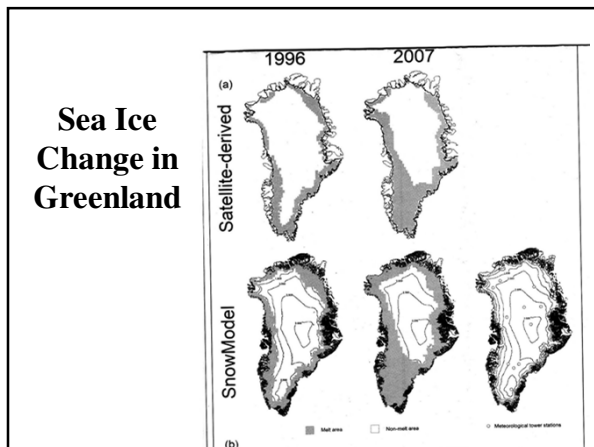 Sea Ice
Change in
Greenland
1996 2007
(a)
Satellite-derived
SnowModel
Melt area Non-melt area Meteorological tower stations
(b)